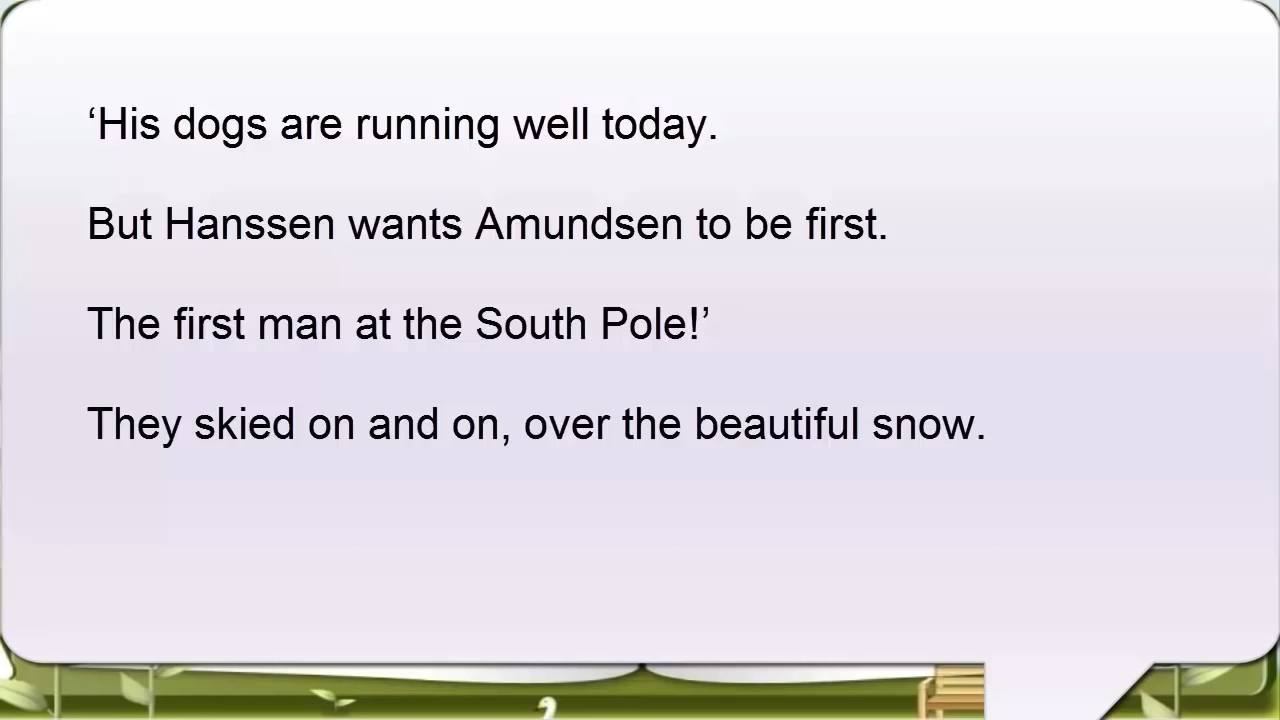 ‘His dogs are running well today.
But Hanssen wants Amundsen to be first.
The first man at the South Pole!’
They skied on and on, over the beautiful snow.